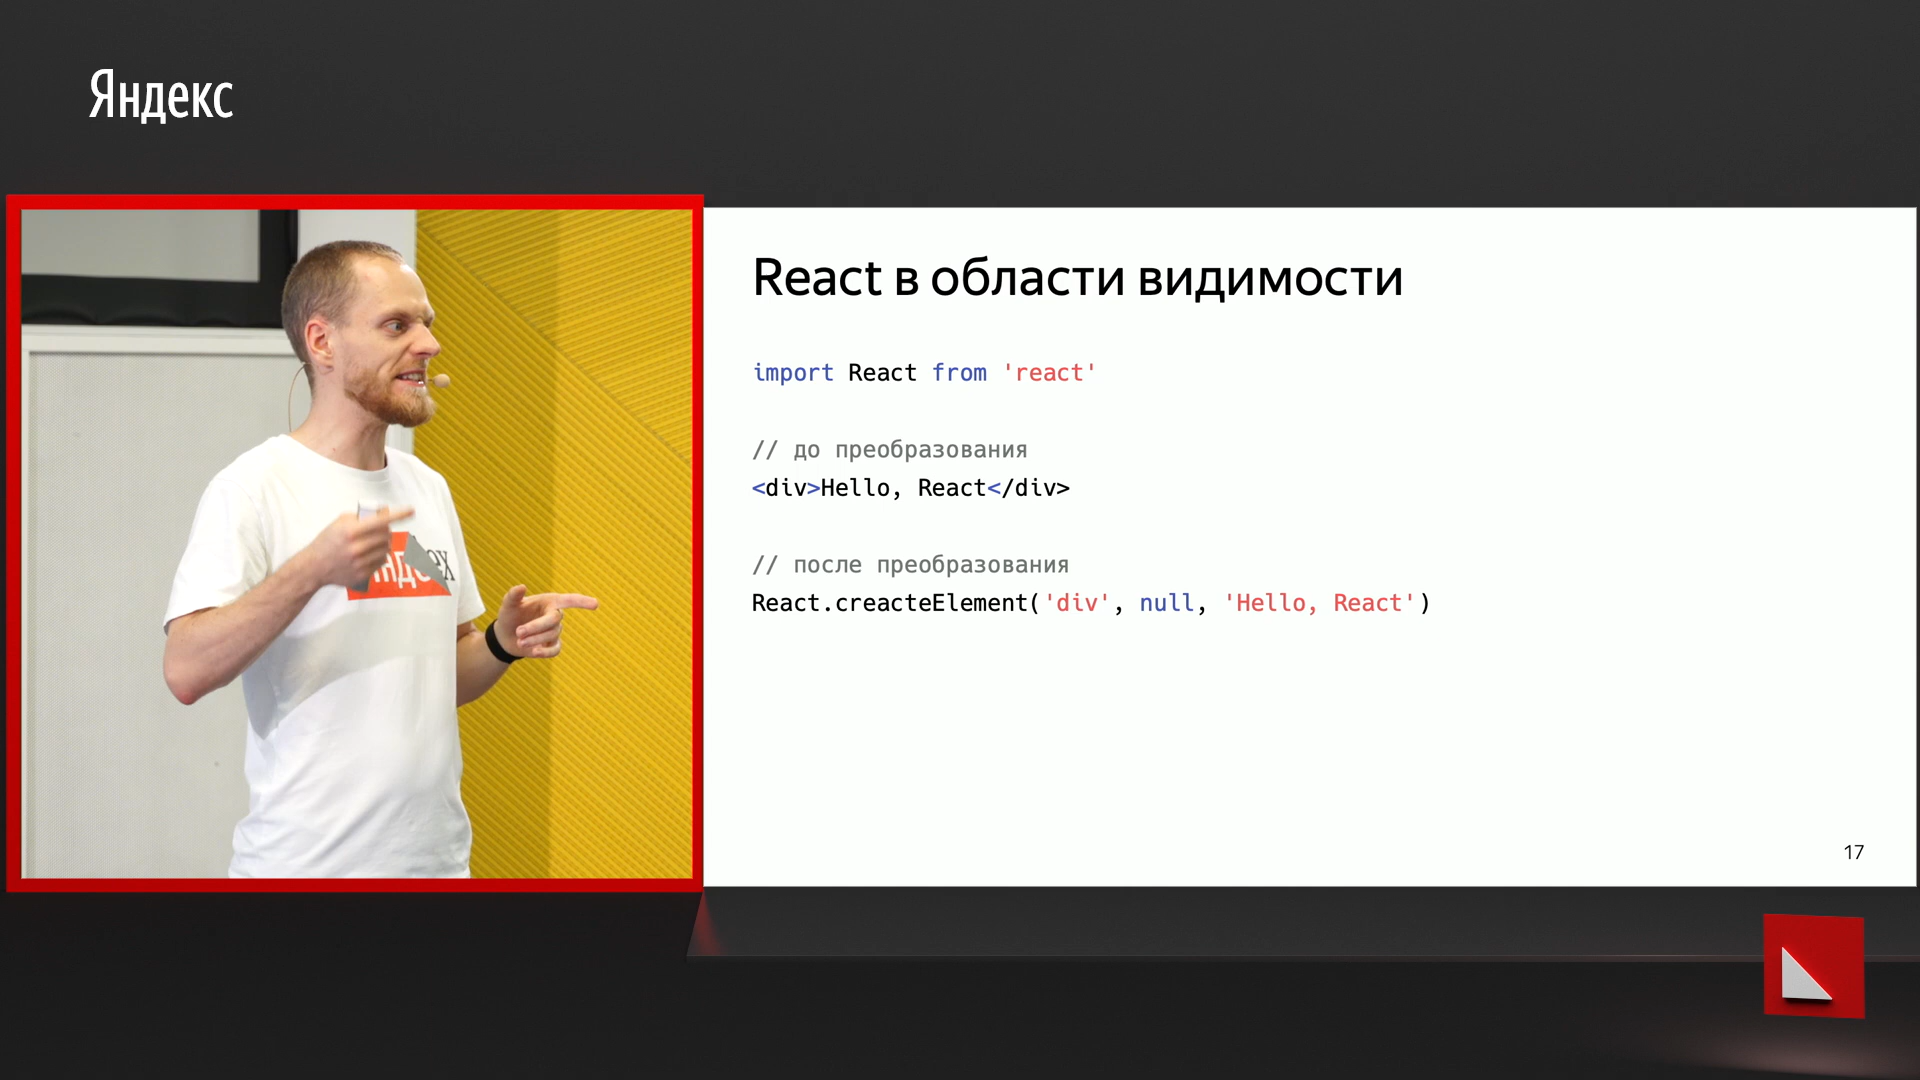 Яндекс
React в области видимости
import React from 'react'
// до преобразования
<div>Hello, React</div>
// после преобразования
React.creacteElement('div', null, 'Hello, React')
17